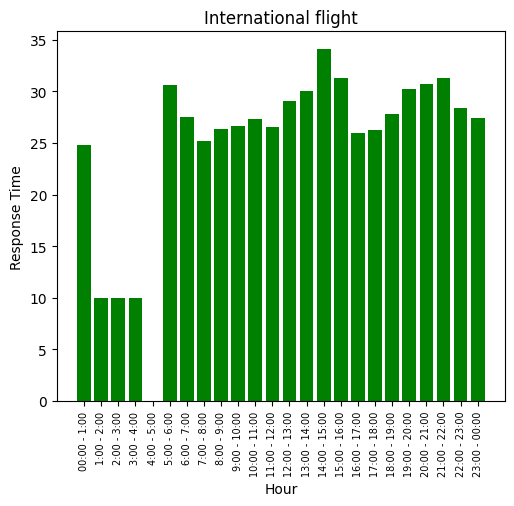 International flight
Response Time
35
30
25
20
15
10
5
0
00:00 - 1:00
1:00 - 2:00
2:00 - 3:00
3:00 - 4:00
4:00 - 5:00
5:00 - 6:00
6:00 - 7:00
7:00 - 8:00
8:00 - 9:00
9:00 - 10:00
10:00 - 11:00
11:00 - 12:00
12:00 - 13:00
13:00 - 14:00
14:00 - 15:00
15:00 - 16:00
16:00 - 17:00
17:00 - 18:00
18:00 - 19:00
19:00 - 20:00
20:00 - 21:00
21:00 - 22:00
22:00 - 23:00
23:00 - 00:00
Hour